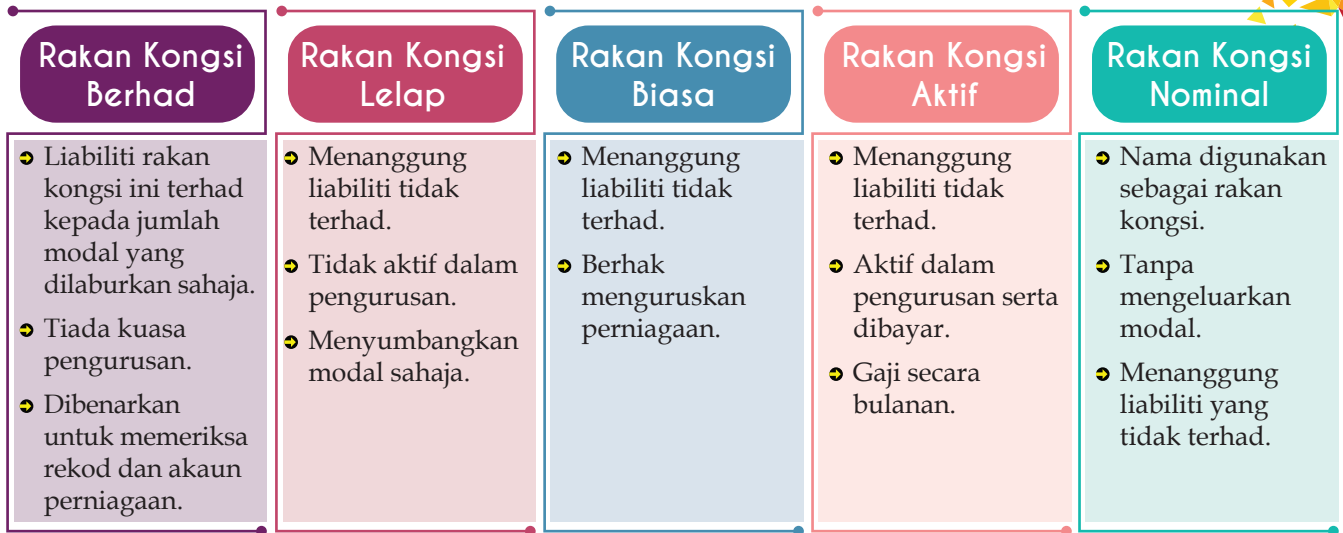 Rakan Kongsi
Berhad
Liabiliti rakan
kongsi ini terhad
kepada jumlah
modal yang
dilaburkan sahaja.
Tiada kuasa
pengurusan.
Dibenarkan
untuk memeriksa
rekod dan akaun
perniagaan.
Rakan Kongsi
Lelap
Menanggung
liabiliti tidak
terhad.
Tidak aktif dalam
pengurusan.
Menyumbangkan
modal sahaja.
Rakan Kongsi
Biasa
Menanggung
liabiliti tidak
terhad.
Berhak
menguruskan
perniagaan.
Rakan Kongsi
Aktif
Menanggung
liabiliti tidak
terhad.
Aktif dalam
pengurusan serta
dibayar.
Gaji secara
bulanan.
Rakan Kongsi
Nominal
Nama digunakan
sebagai rakan
kongsi.
Tanpa
mengeluarkan
modal.
Menanggung
liabiliti yang
tidak terhad.